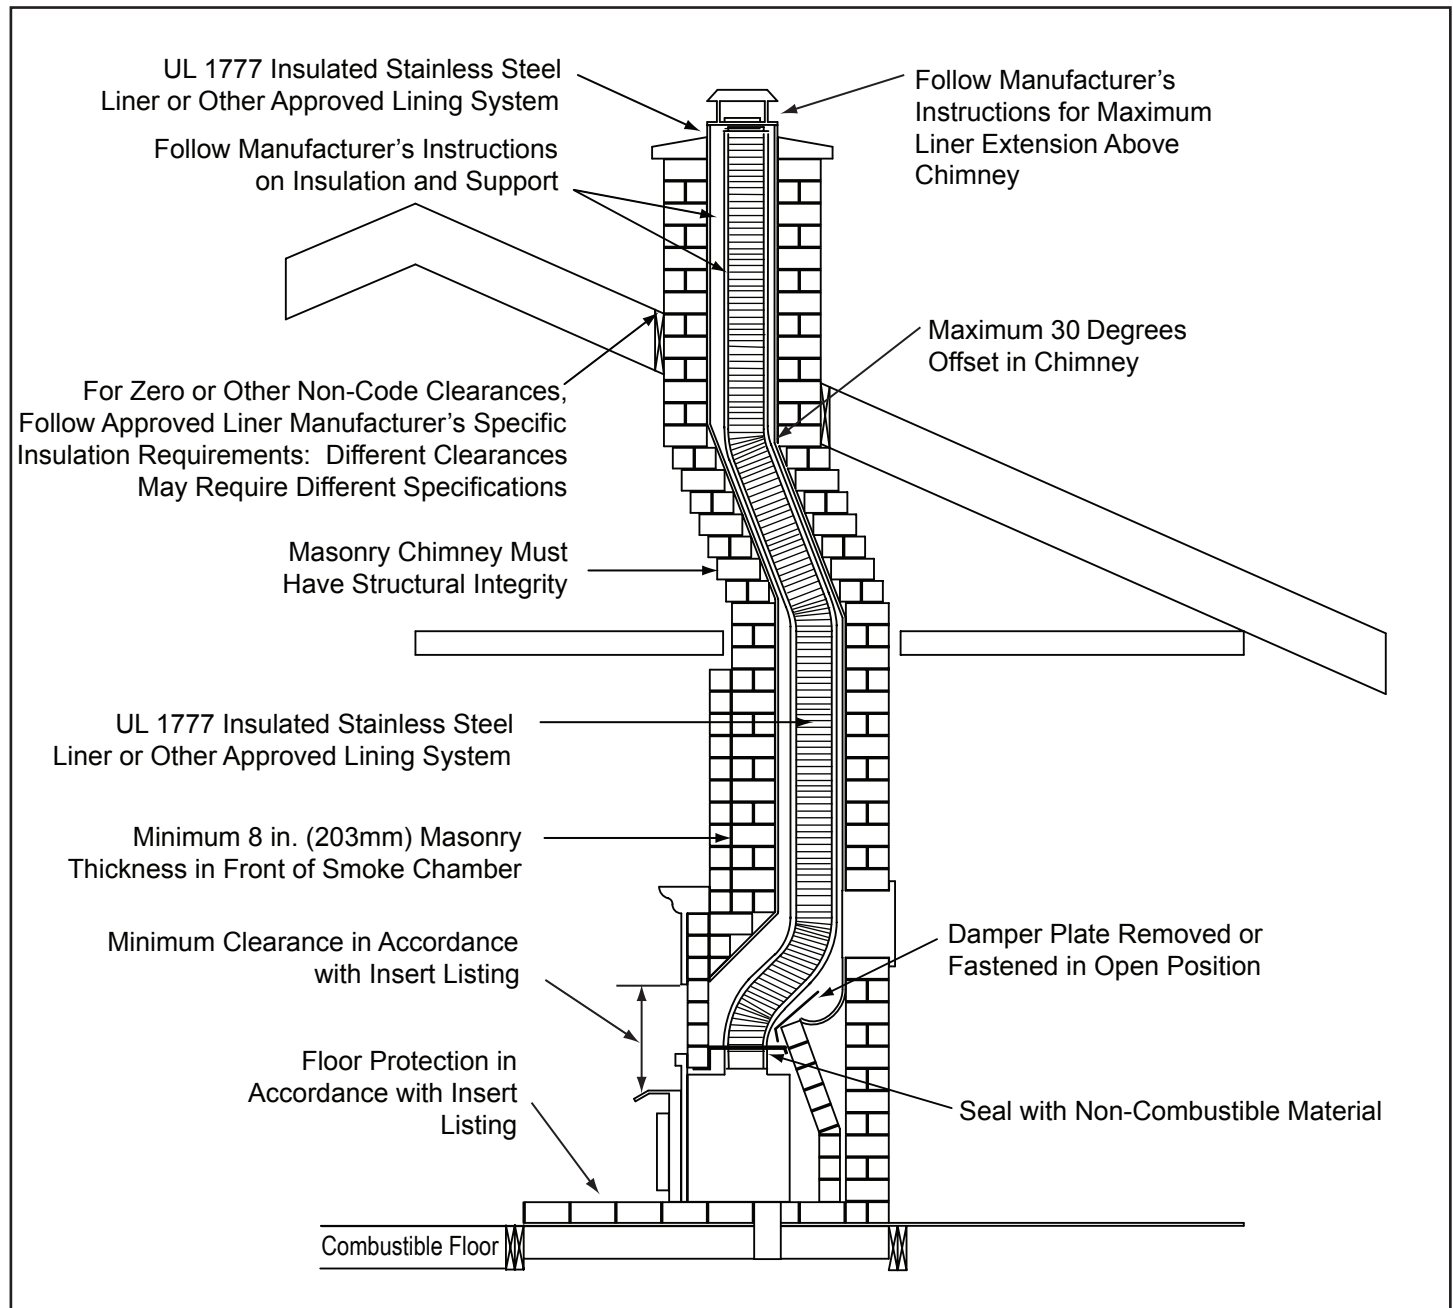 UL 1777 Insulated Stainless Steel
Liner or Other Approved Lining System
Follow Manufacturer's Instructions
on Insulation and Support
Follow Manufacturer's
Instructions for Maximum
Liner Extension Above
Chimney
Maximum 30 Degrees
Offset in Chimney
For Zero or Other Non-Code Clearances,
Follow Approved Liner Manufacturer's Specific
Insulation Requirements:  Different Clearances
May Require Different Specifications
Masonry Chimney Must
Have Structural Integrity
UL 1777 Insulated Stainless Steel
Liner or Other Approved Lining System
Minimum 8 in. (203mm) Masonry
Thickness in Front of Smoke Chamber
Minimum Clearance in Accordance
with Insert Listing
Damper Plate Removed or
Fastened in Open Position
Floor Protection in
Accordance with Insert
Listing
Seal with Non-Combustible Material
Combustible Floor